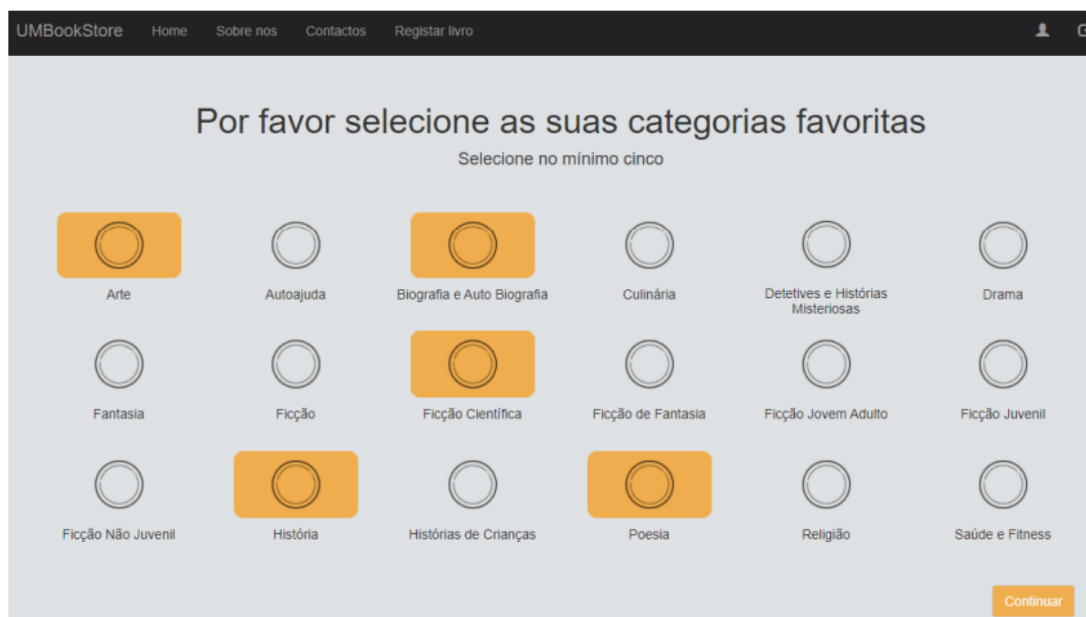 UMBookStore Home Sobre nos Contactos Registar livro
Por favor selecione as suas categorias favoritas
Selecione no mínimo cinco
Arte Autoajuda Biografia e Auto Biografia Culinária Detetives e Histórias Drama
Misteriosas
Fantasia Ficção Ficção Científica Ficção de Fantasia Ficção Jovem Adulto Ficção Juvenil
Ficção Não Juvenil História Histórias de Crianças Poesia Religião Saúde e Fitness
Continuar